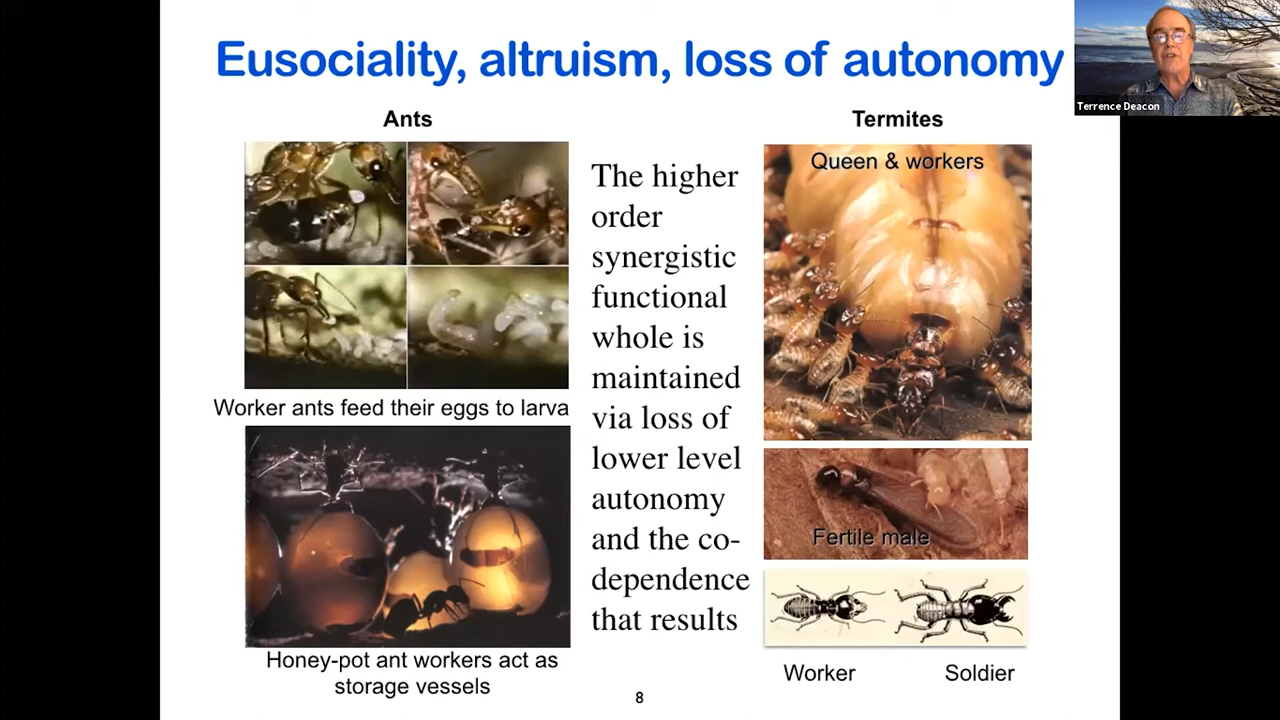 Eusociality, altruism, loss of autonomy
Terrence Deacon
Ants
Worker ants feed their eggs to larva
Honey-pot ant workers act as
storage vessels
The higher
order
synergistic
functional
whole is
maintained
via loss of
lower level
autonomy
and the co-
dependence
that results
Termites
Queen & workers
Fertile male
Worker
Soldier
8